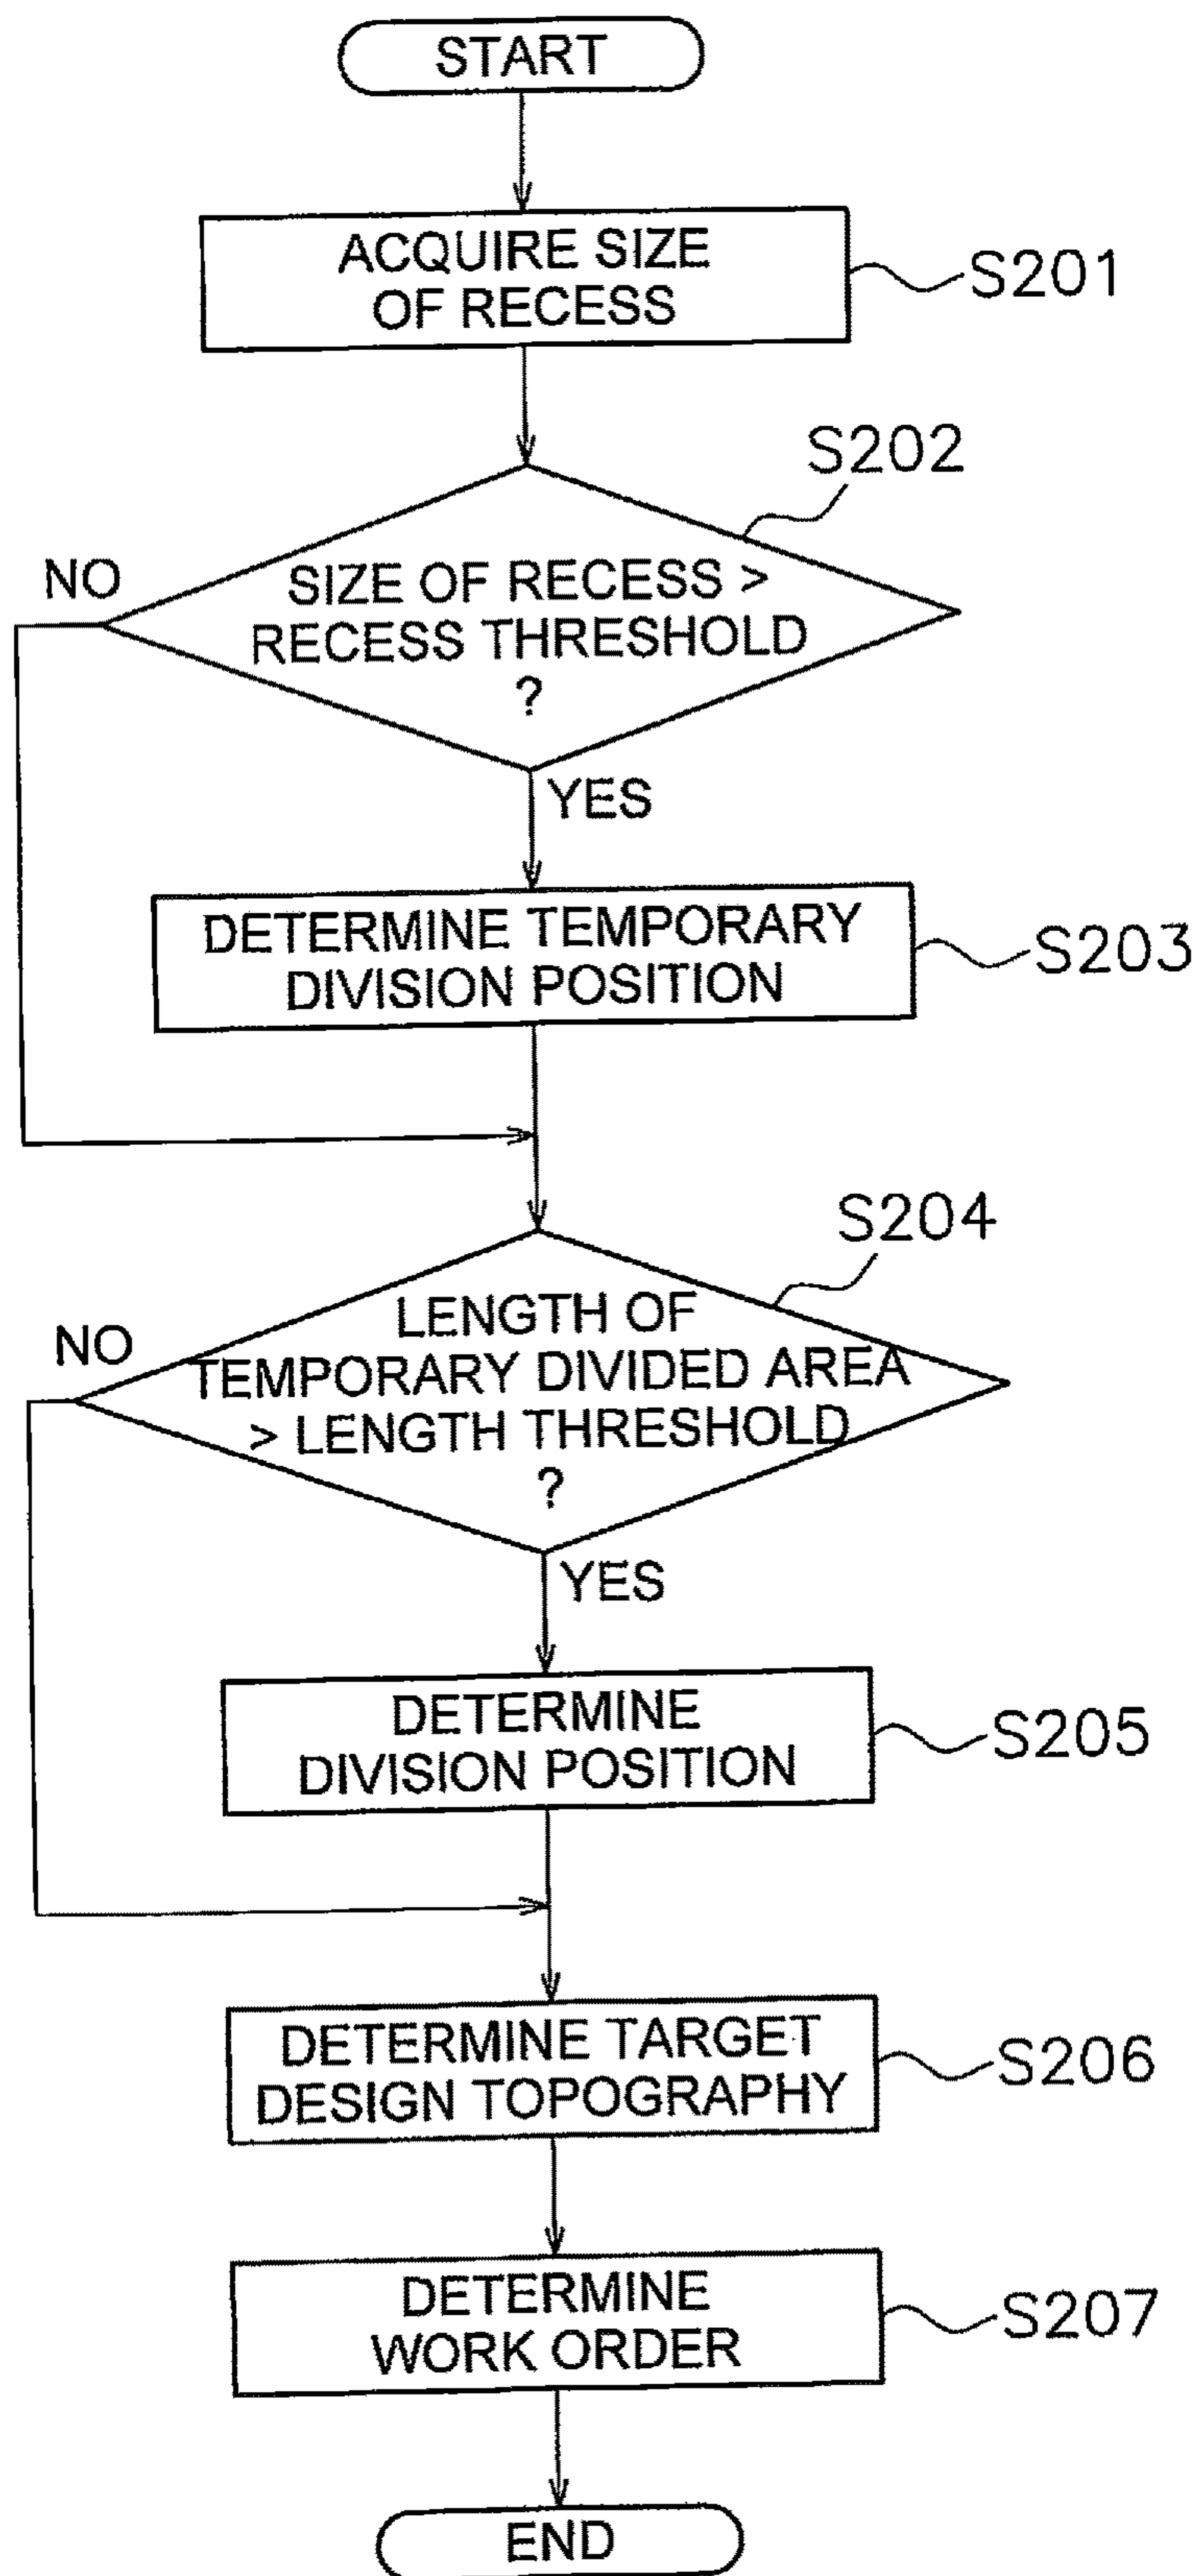 START
ACQUIRE SIZE
OF RECESS
S201
S202
NO
SIZE OF RECESS >
RECESS THRESHOLD
?
YES
DETERMINE TEMPORARY
DIVISION POSITION
S203
S204
NO
LENGTH OF
TEMPORARY DIVIDED AREA
> LENGTH THRESHOLD
?
YES
DETERMINE
DIVISION POSITION
S205
DETERMINE TARGET
DESIGN TOPOGRAPHY
S206
DETERMINE
WORK ORDER
S207
END